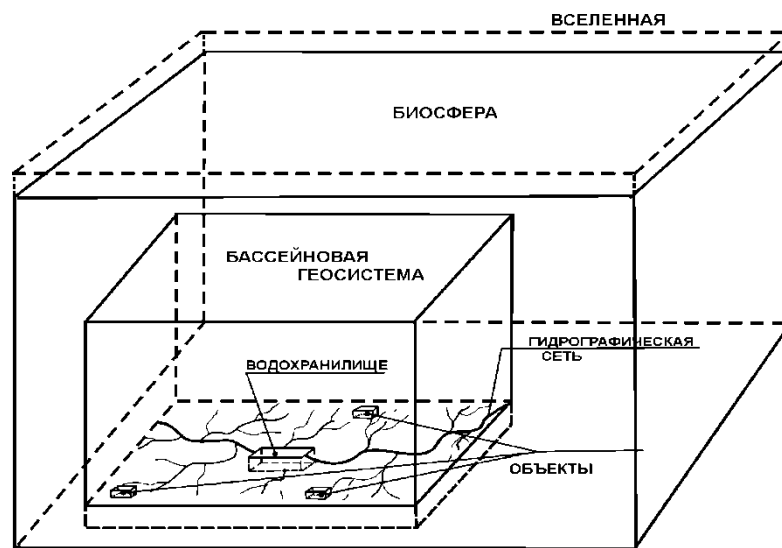 ВСЕЛЕННАЯ
БИОСФЕРА
БАССЕЙНОВАЯ
ГЕОСИСТЕМА
ГИДРОГРАФИЧЕСКАЯ
СЕТЬ
ВОДОХРАНИЛИЩЕ
ОБЪЕКТЫ